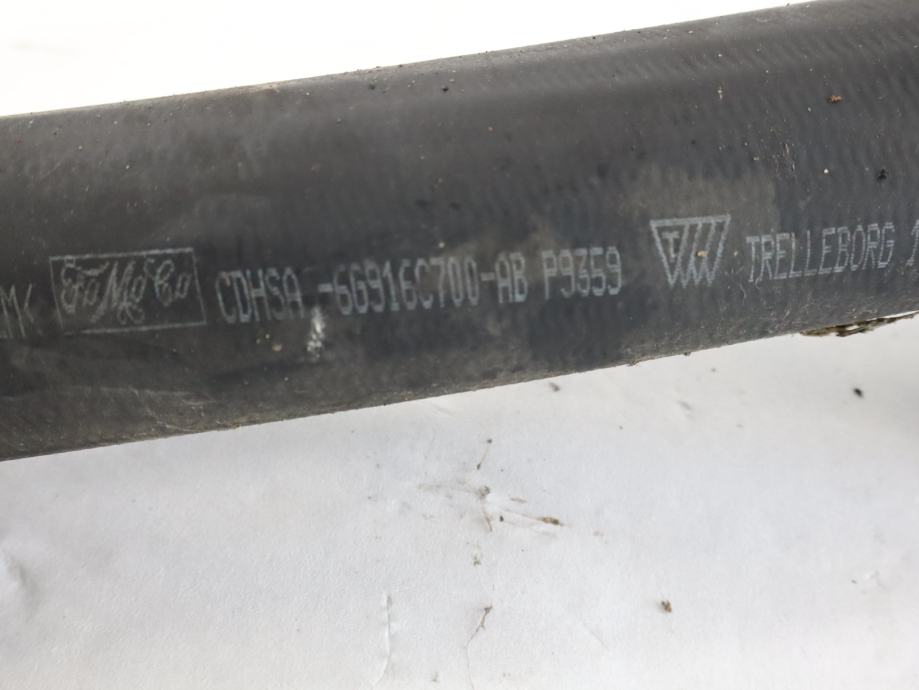 FoMoCo CDHSA -6G916C700-AB P9359 TRELLEBORG